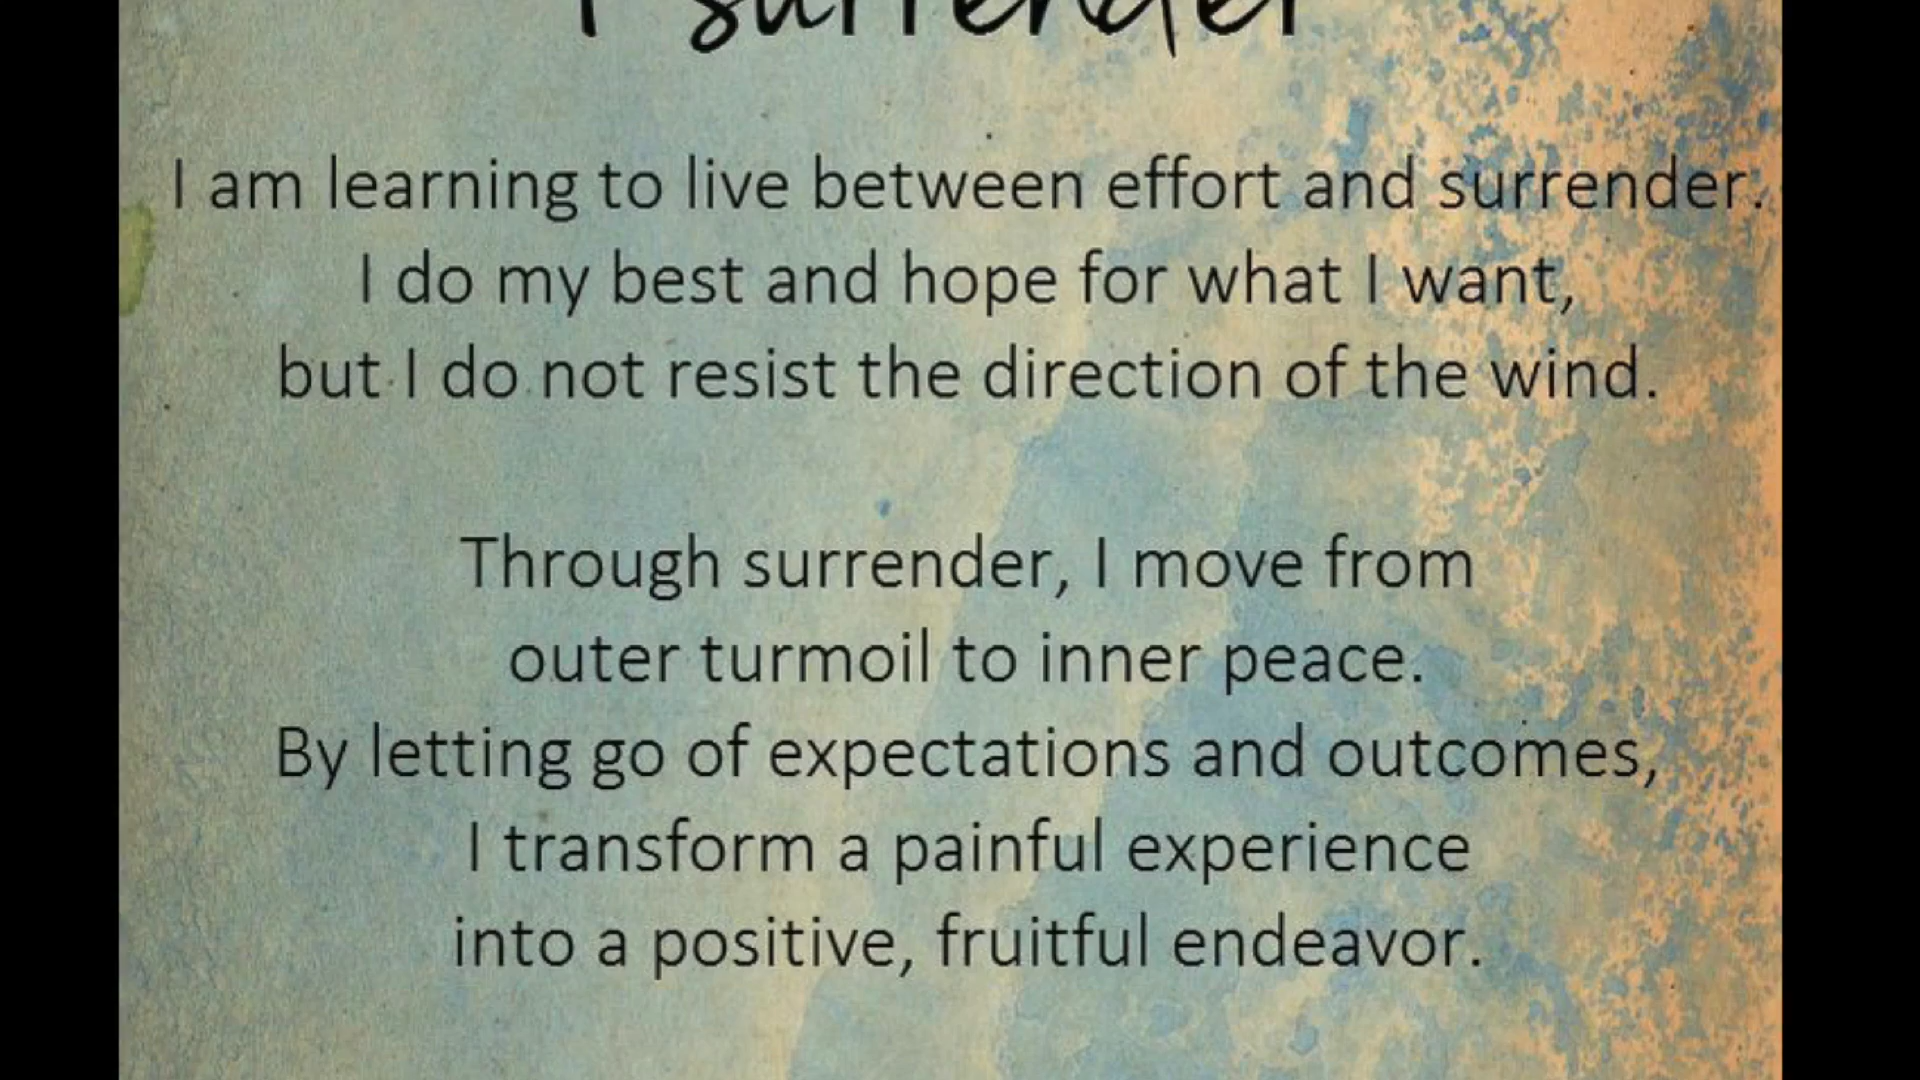 I surrender
I am learning to live between effort and surrender.
I do my best and hope for what I want,
but I do not resist the direction of the wind.
Through surrender, I move from
outer turmoil to inner peace.
By letting go of expectations and outcomes,
I transform a painful experience
into a positive, fruitful endeavor.